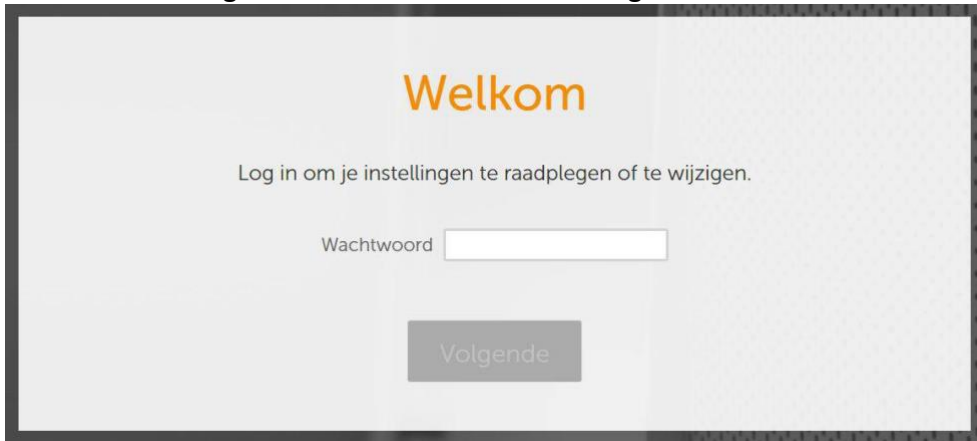 Welkom
Log in om je instellingen te raadplegen of te wijzigen.
Wachtwoord
Volgende